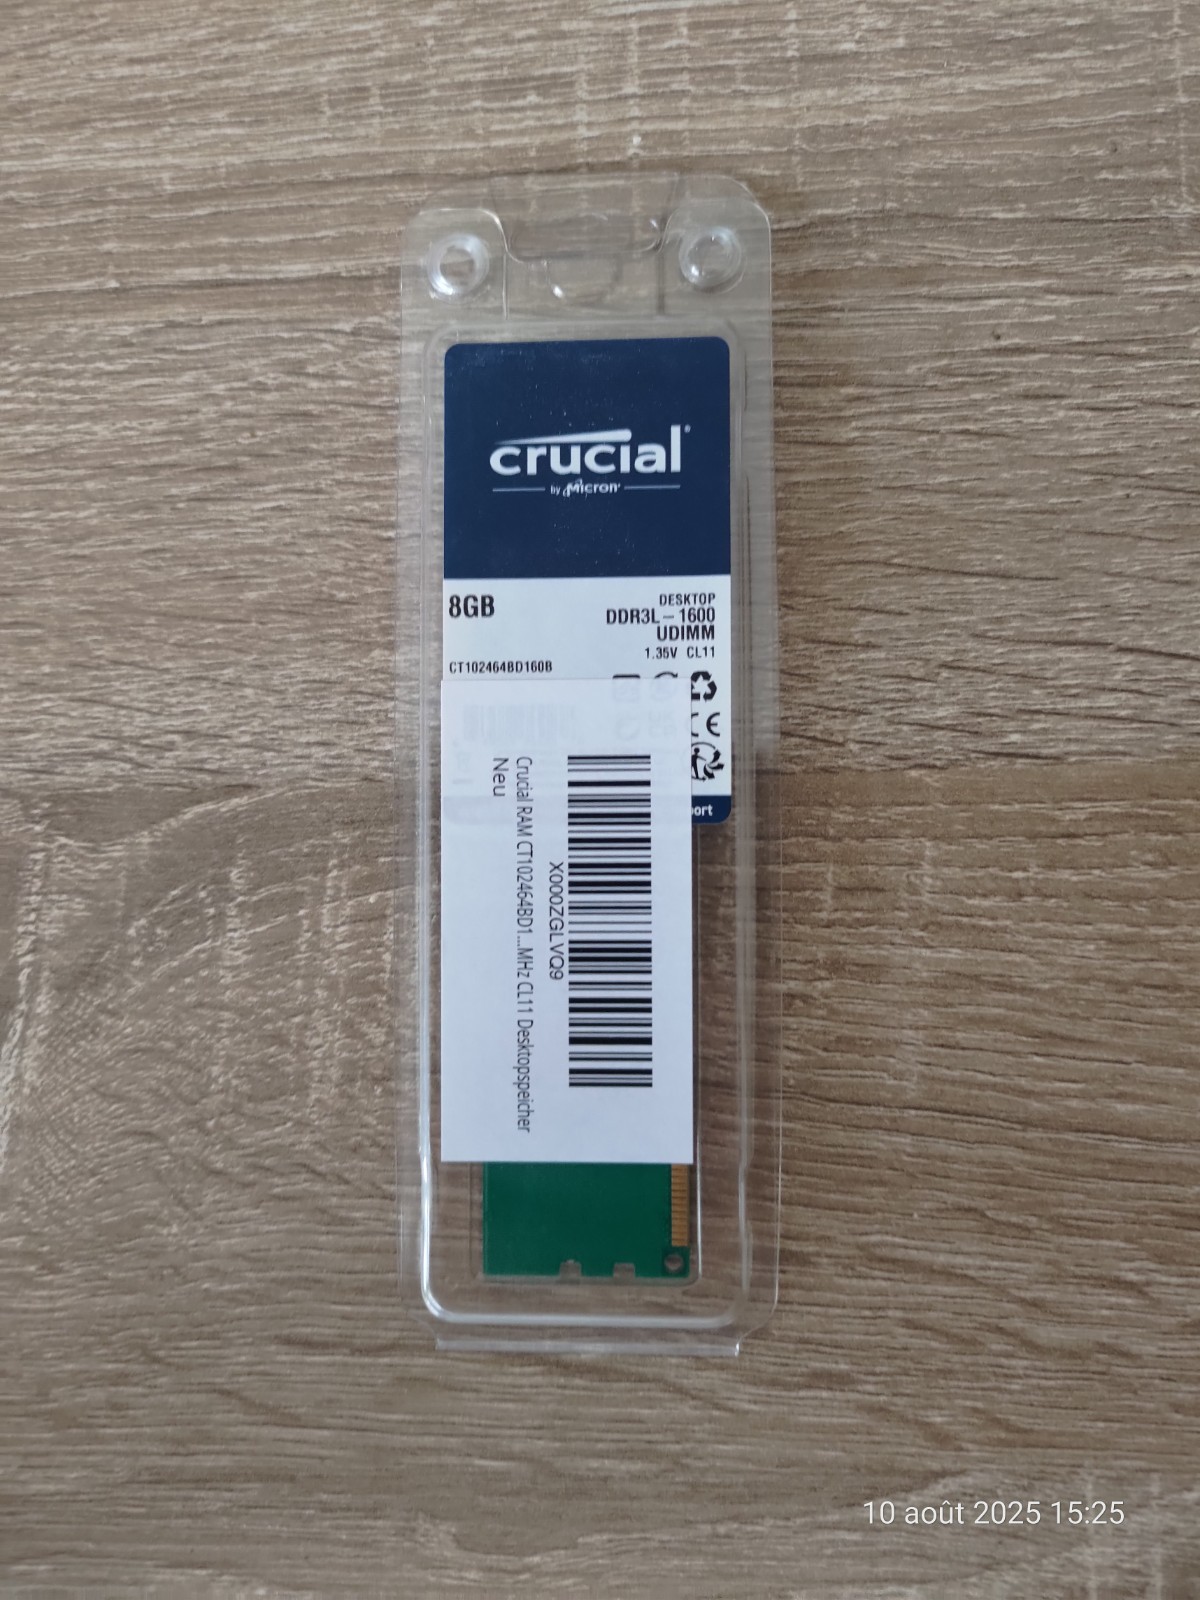 crucial
by Micron
8GB
DESKTOP
DDR3L – 1600
UDIMM
1.35V CL11
CT102464BD160B
X000ZGLVQ9
Crucial RAM CT102464BD1...MHz CL11 Desktopspeicher
Neu
10 août 2025 15:25